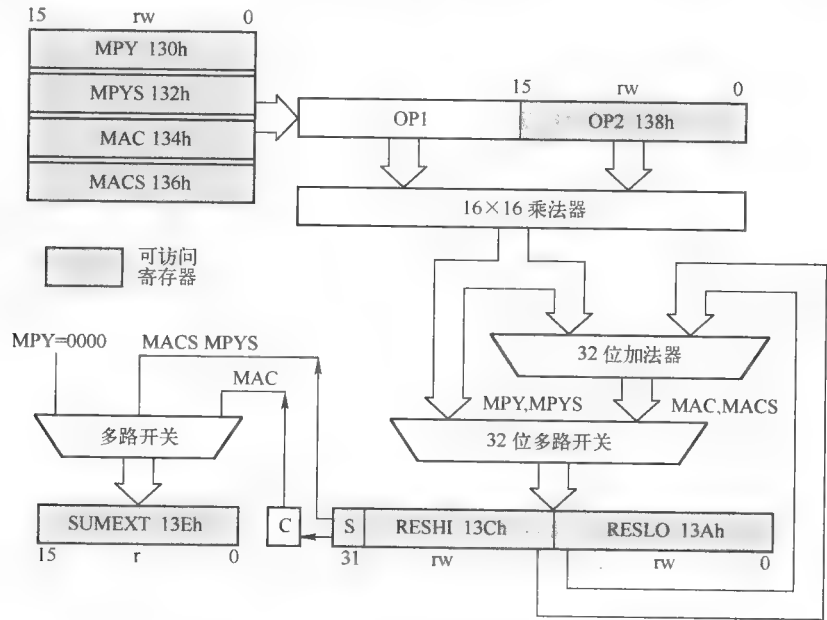 15 rw 0
MPY 130h
MPYS 132h
MAC 134h
MACS 136h
15 rw 0
OP1 OP2 138h
16×16 乘法器
可访问
寄存器
MPY=0000
MACS MPYS
MAC
32 位加法器
MPY,MPYS
MAC,MACS
多路开关
32 位多路开关
SUMEXT 13Eh
C
S
RESHI 13Ch
RESLO 13Ah
15 r 0
31 rw rw 0